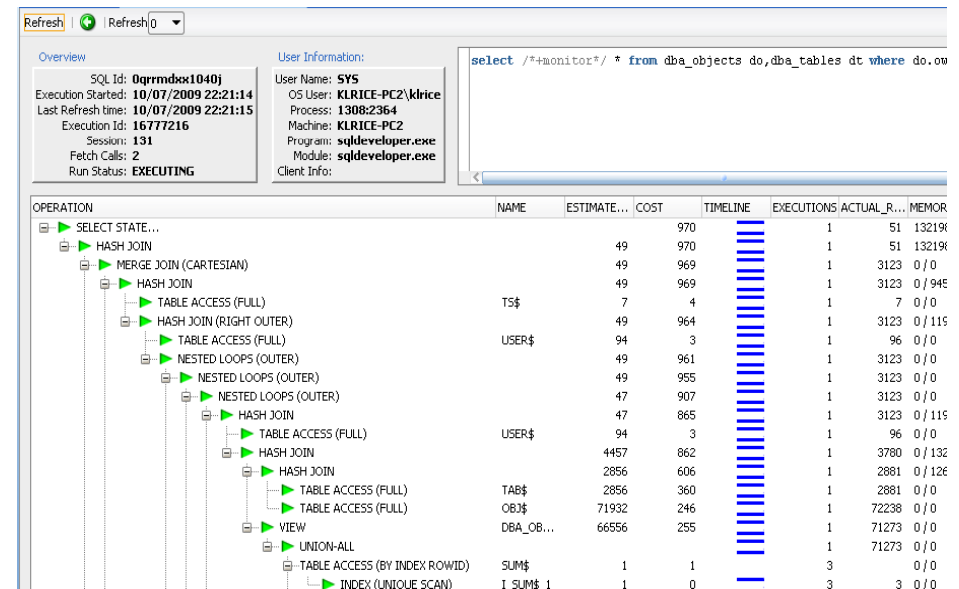 Refresh Refresh 0
Overview
SQL Id: 0qrrmdxx1040j
Execution Started: 10/07/2009 22:21:14
Last Refresh time: 10/07/2009 22:21:15
Execution Id: 16777216
Session: 131
Fetch Calls: 2
Run Status: EXECUTING
User Information:
User Name: SYS
OS User: KLRICE-PC2\klrice
Process: 1308:2364
Machine: KLRICE-PC2
Program: sqldeveloper.exe
Module: sqldeveloper.exe
Client Info:
select /*+monitor*/ * from dba_objects do,dba_tables dt where do.ow
OPERATION NAME ESTIMATE... COST TIMELINE EXECUTIONS ACTUAL_R... MEMOR
SELECT STATE... 970 1 51 132198
HASH JOIN 49 970 1 51 132198
MERGE JOIN (CARTESIAN) 49 969 1 3123 0 / 0
HASH JOIN 49 969 1 3123 0 / 945
TABLE ACCESS (FULL) TS$ 7 4 1 7 0 / 0
HASH JOIN (RIGHT OUTER) 49 964 1 3123 0 / 119
TABLE ACCESS (FULL) USER$ 94 3 1 96 0 / 0
NESTED LOOPS (OUTER) 49 961 1 3123 0 / 0
NESTED LOOPS (OUTER) 49 955 1 3123 0 / 0
NESTED LOOPS (OUTER) 47 907 1 3123 0 / 0
HASH JOIN 47 865 1 3123 0 / 119
TABLE ACCESS (FULL) USER$ 94 3 1 96 0 / 0
HASH JOIN 4457 862 1 3780 0 / 132
HASH JOIN 2856 606 1 2881 0 / 126
TABLE ACCESS (FULL) TAB$ 2856 360 1 2881 0 / 0
TABLE ACCESS (FULL) OBJ$ 71932 246 1 72238 0 / 0
VIEW DBA_OB... 66556 255 1 71273 0 / 0
UNION-ALL 1 71273 0 / 0
TABLE ACCESS (BY INDEX ROWID) SUM$ 1 1 3 0 / 0
INDEX (UNIQUE SCAN) I_SUM$_1 1 0 3 3 0 / 0